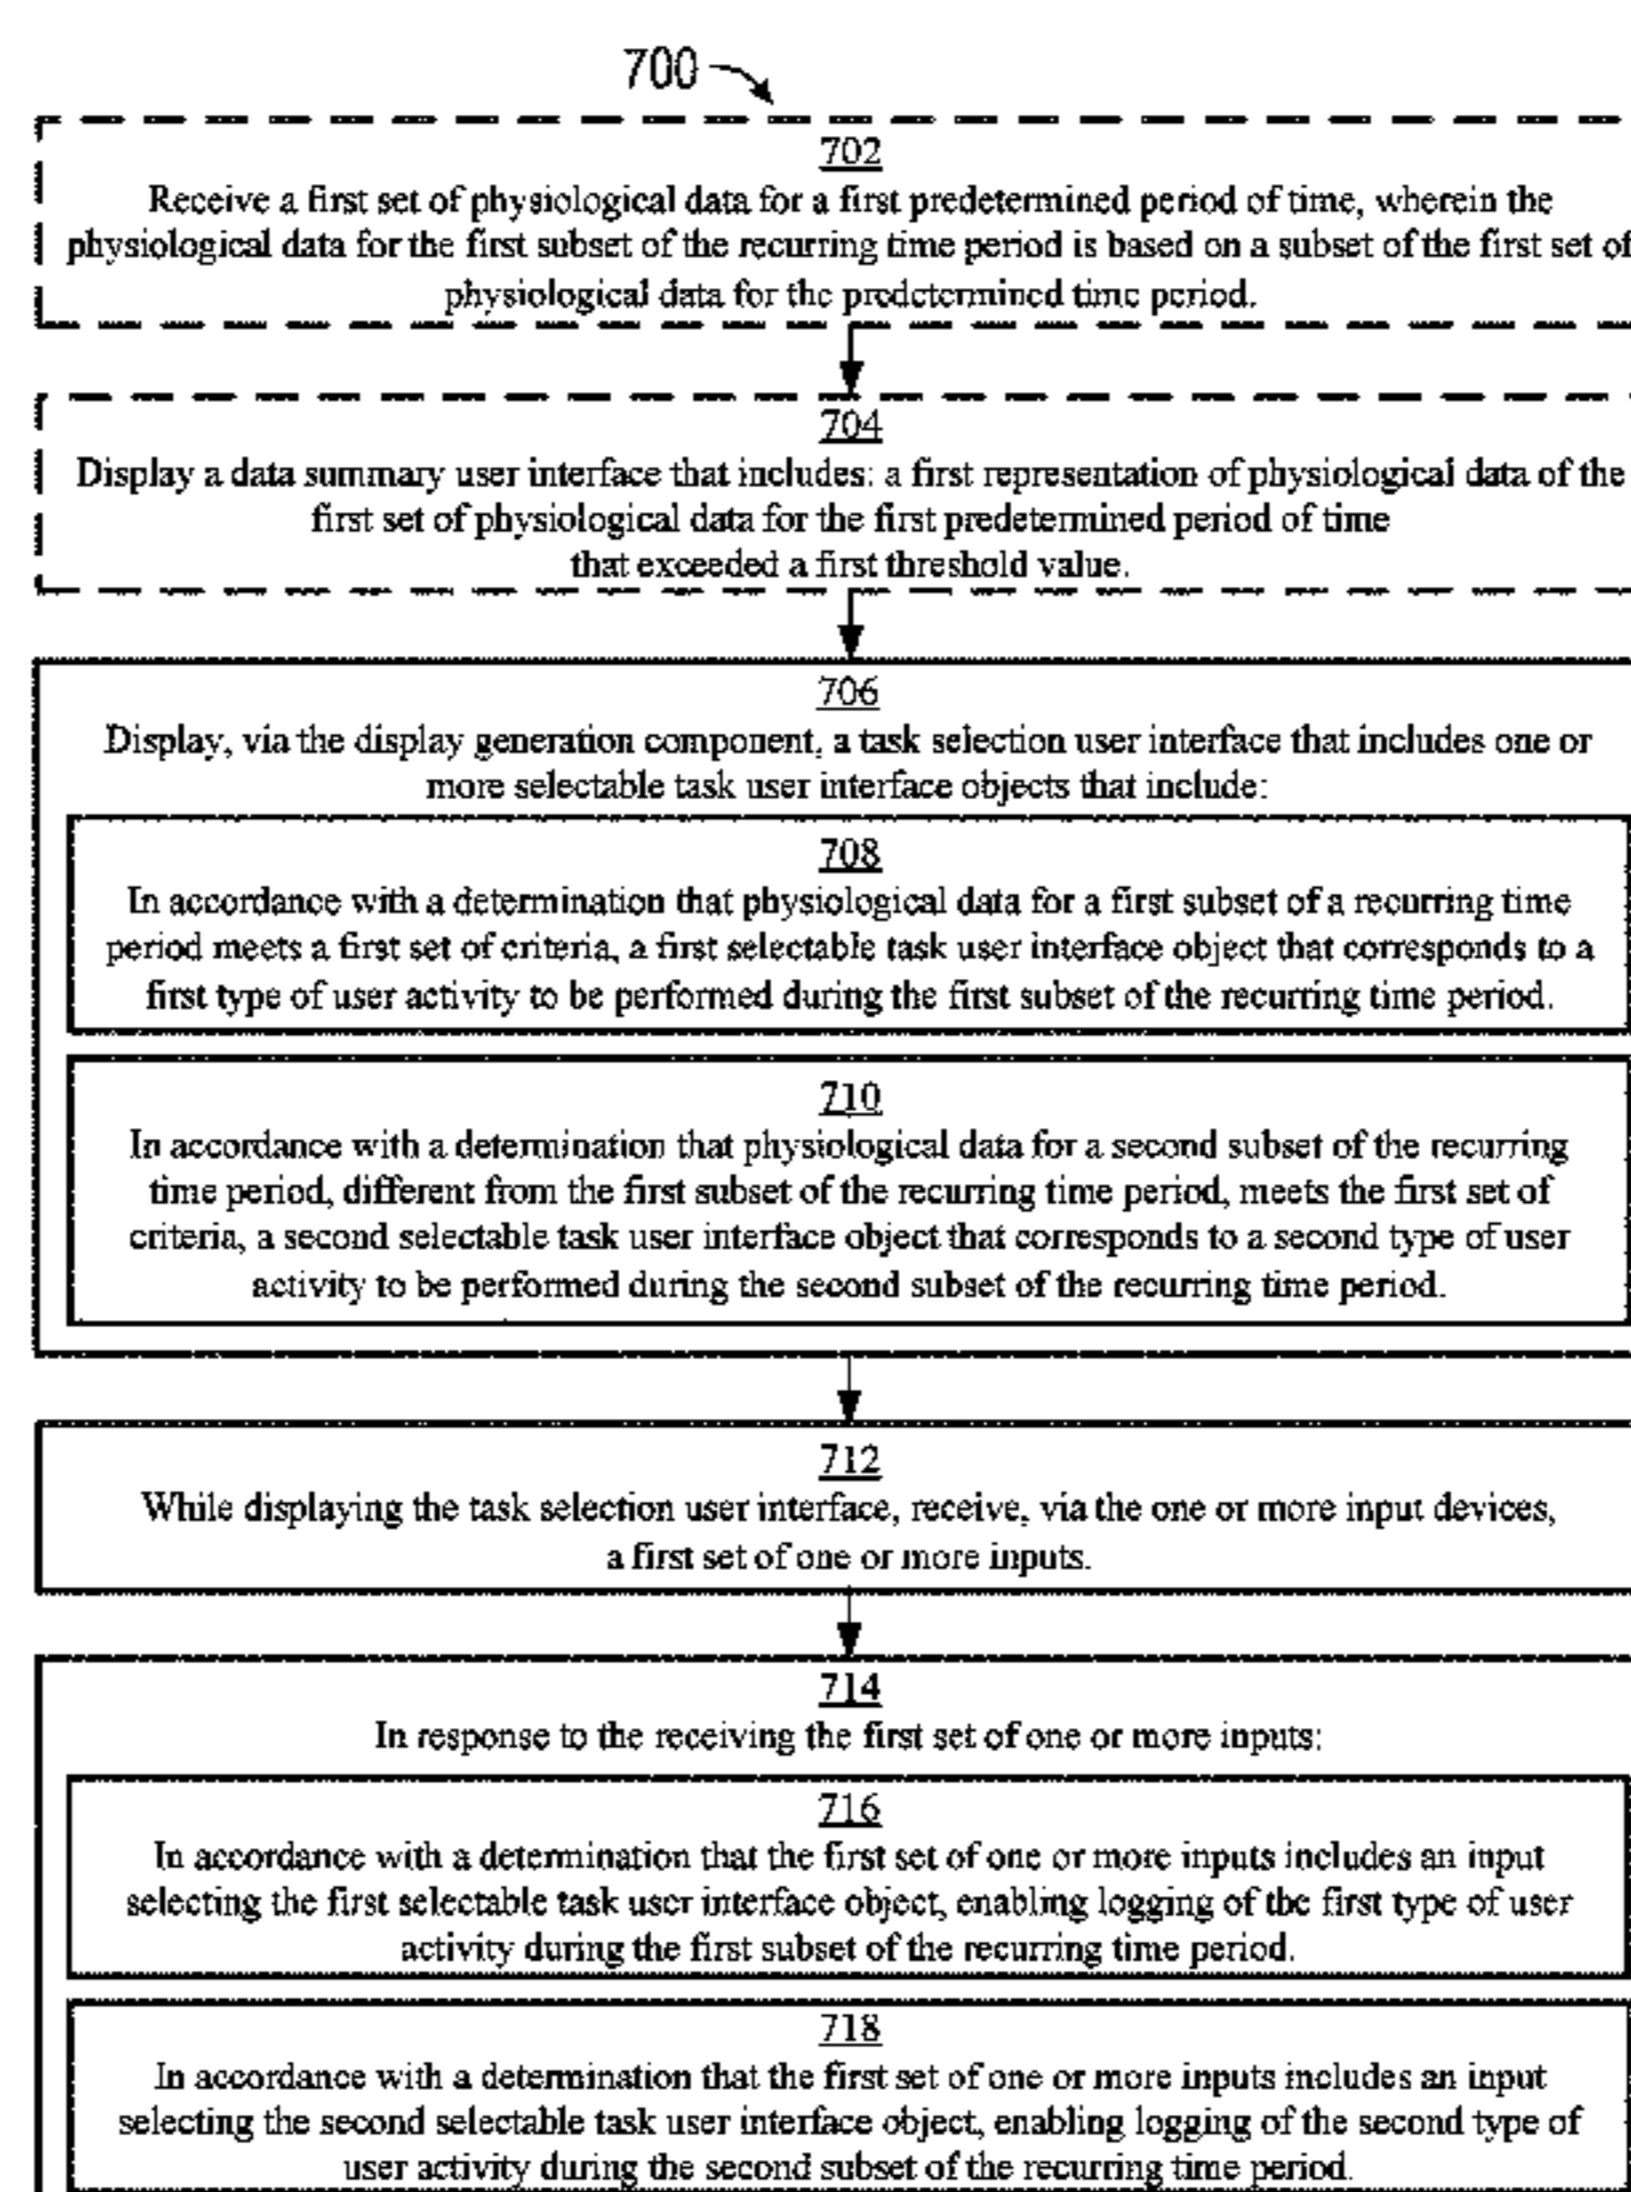 700
702
Receive a first set of physiological data for a first predetermined period of time, wherein the
physiological data for the first subset of the recurring time period is based on a subset of the first set of
physiological data for the predetermined time period.
704
Display a data summary user interface that includes: a first representation of physiological data of the
first set of physiological data for the first predetermined period of time
that exceeded a first threshold value.
706
Display, via the display generation component, a task selection user interface that includes one or
more selectable task user interface objects that include:
708
In accordance with a determination that physiological data for a first subset of a recurring time
period meets a first set of criteria, a first selectable task user interface object that corresponds to a
first type of user activity to be performed during the first subset of the recurring time period.
710
In accordance with a determination that physiological data for a second subset of the recurring
time period, different from the first subset of the recurring time period, meets the first set of
criteria, a second selectable task user interface object that corresponds to a second type of user
activity to be performed during the second subset of the recurring time period.
712
While displaying the task selection user interface, receive, via the one or more input devices,
a first set of one or more inputs.
714
In response to the receiving the first set of one or more inputs:
716
In accordance with a determination that the first set of one or more inputs includes an input
selecting the first selectable task user interface object, enabling logging of the first type of user
activity during the first subset of the recurring time period.
718
In accordance with a determination that the first set of one or more inputs includes an input
selecting the second selectable task user interface object, enabling logging of the second type of
user activity during the second subset of the recurring time period.